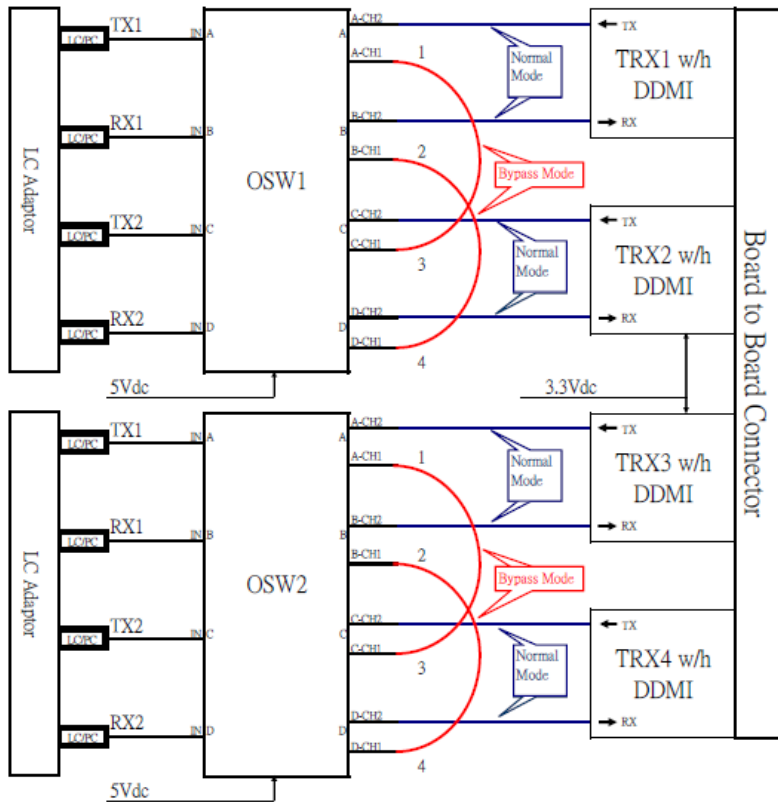 TX1
LC/PC
IN A
RX1
LC/PC
IN B
TX2
LC/PC
IN C
RX2
LC/PC
IN D
LC Adaptor
OSW1
5Vdc
A-CH2
A
A-CH1
1
B-CH2
B
B-CH1
2
C-CH2
C
C-CH1
3
D-CH2
D
D-CH1
4
Normal
Mode
Bypass Mode
Normal
Mode
TX
TRX1 w/h
DDMI
RX
TX
TRX2 w/h
DDMI
RX
3.3Vdc
Board to Board Connector
TX1
LC/PC
IN A
RX1
LC/PC
IN B
TX2
LC/PC
IN C
RX2
LC/PC
IN D
LC Adaptor
OSW2
5Vdc
A-CH2
A
A-CH1
1
B-CH2
B
B-CH1
2
C-CH2
C
C-CH1
3
D-CH2
D
D-CH1
4
Normal
Mode
Bypass Mode
Normal
Mode
TX
TRX3 w/h
DDMI
RX
TX
TRX4 w/h
DDMI
RX